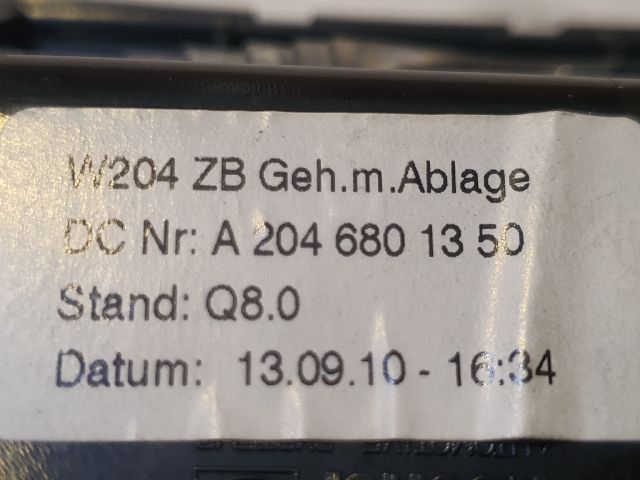 W204 ZB Geh.m.Ablage
DC Nr: A 204 680 13 50
Stand: Q8.0
Datum: 13.09.10 - 16:34